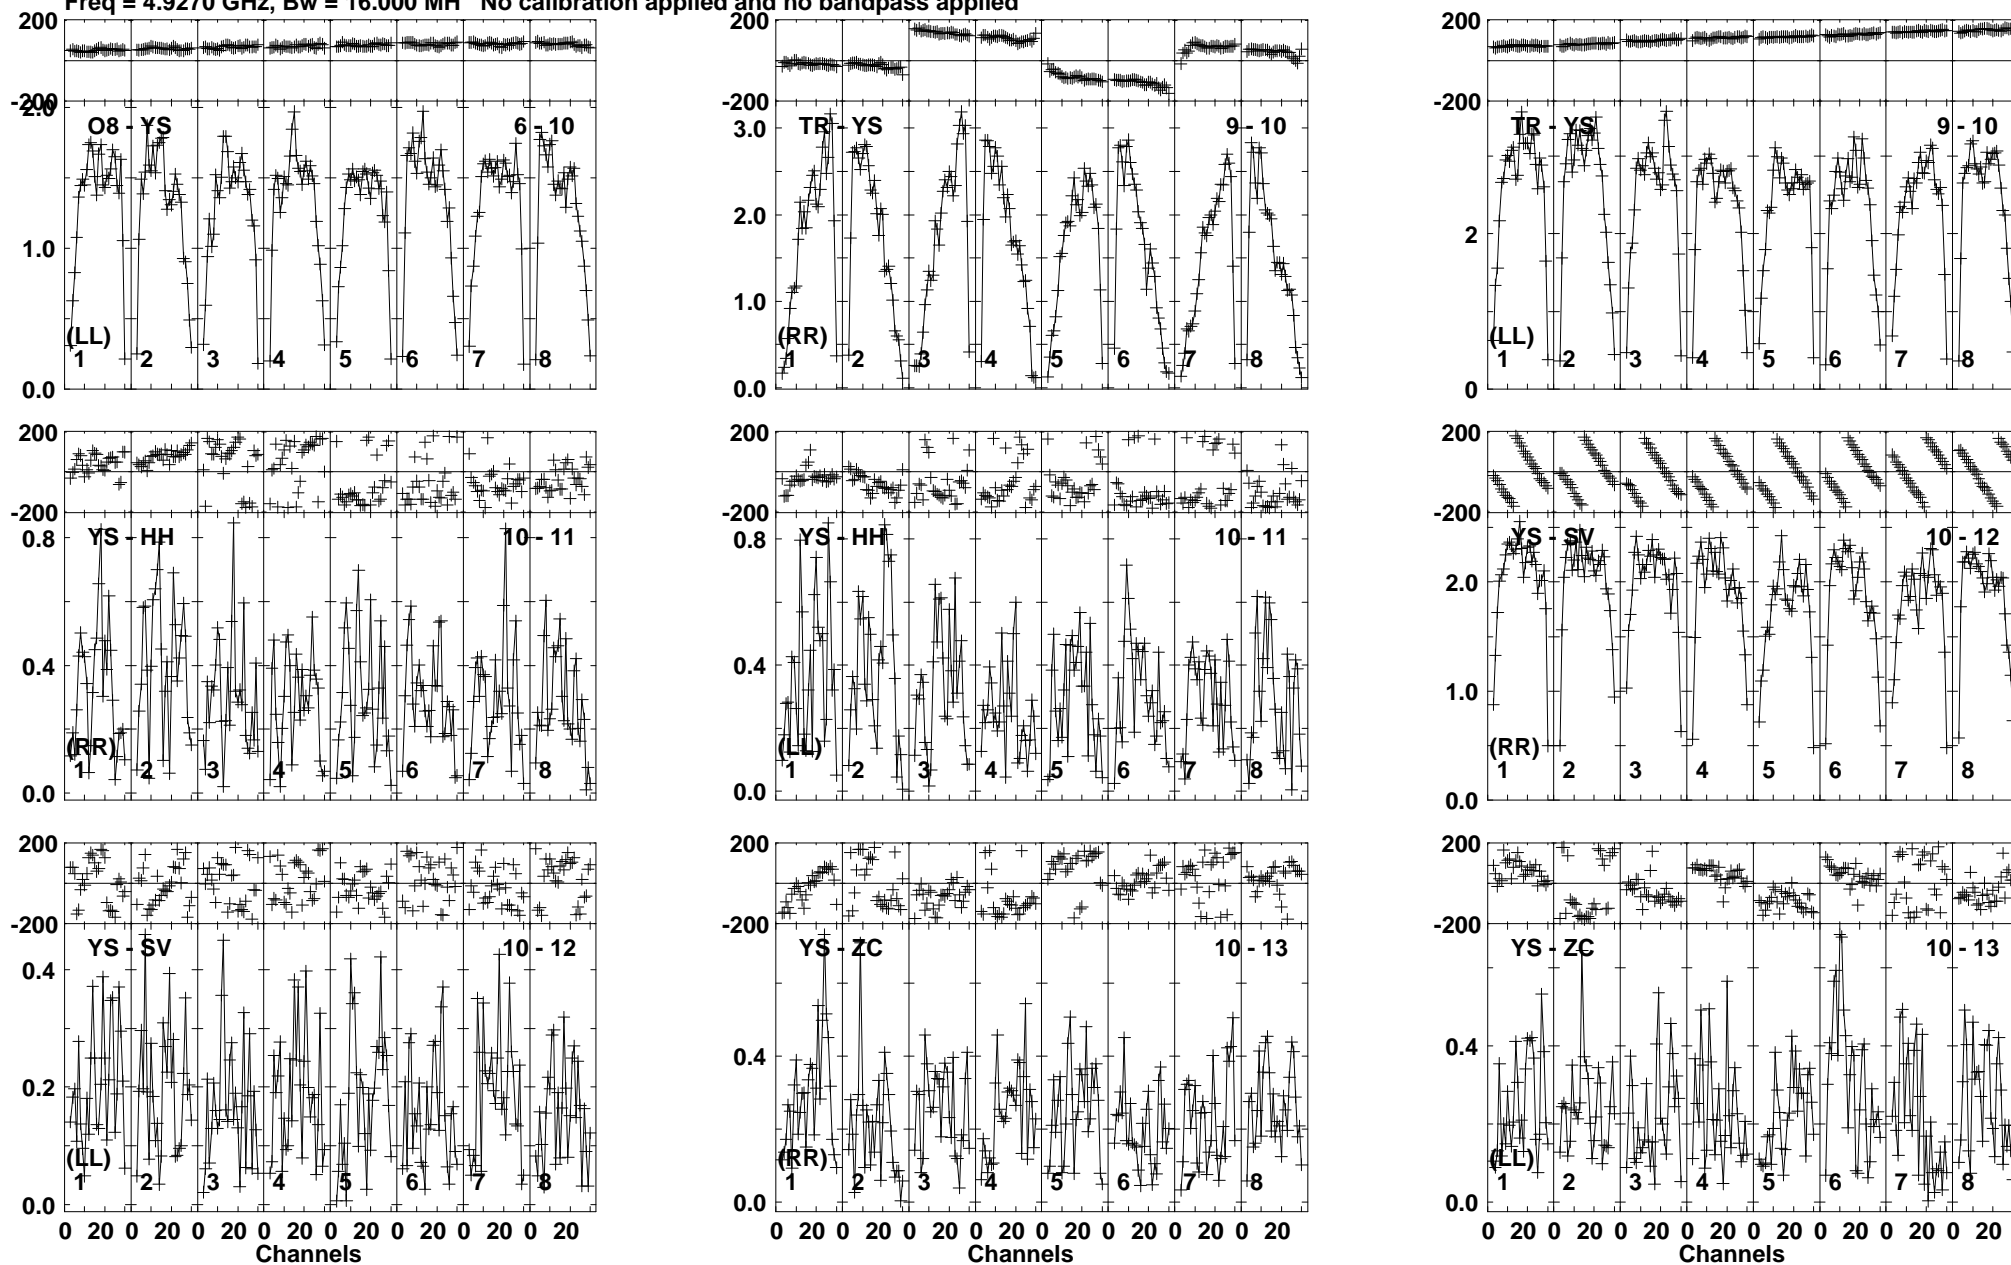 Freq = 4.9270 GHz, Bw = 16.000 MH No calibration applied and no bandpass applied
200 200 200
-200 -200 -200
2.0 O8 - YS 6 - 10 3.0 TR - YS 9 - 10 TR - YS 9 - 10
1.0 2.0 2
1.0
(LL) (RR) (LL)
1 2 3 4 5 6 7 8 1 2 3 4 5 6 7 8 1 2 3 4 5 6 7 8
0.0 0.0 0
200 200 200
-200 -200 -200
0.8 YS - HH 10 - 11 0.8 YS - HH 10 - 11 YS - SV 10 - 12
2.0
0.4 0.4 1.0
(RR) (LL) (RR)
1 2 3 4 5 6 7 8 1 2 3 4 5 6 7 8 1 2 3 4 5 6 7 8
0.0 0.0 0.0
200 200 200
-200 -200 -200
YS - SV 10 - 12 YS - ZC 10 - 13 YS - ZC 10 - 13
0.4 0.4 0.4
0.2
(LL) (RR) (LL)
1 2 3 4 5 6 7 8 1 2 3 4 5 6 7 8 1 2 3 4 5 6 7 8
0.0 0.0 0.0
0 20 0 20 0 20 0 20 0 20 0 20 0 20 0 20 0 20 0 20 0 20 0 20 0 20 0 20 0 20 0 20 0 20 0 20 0 20 0 20 0 20 0 20 0 20 0 20
Channels Channels Channels